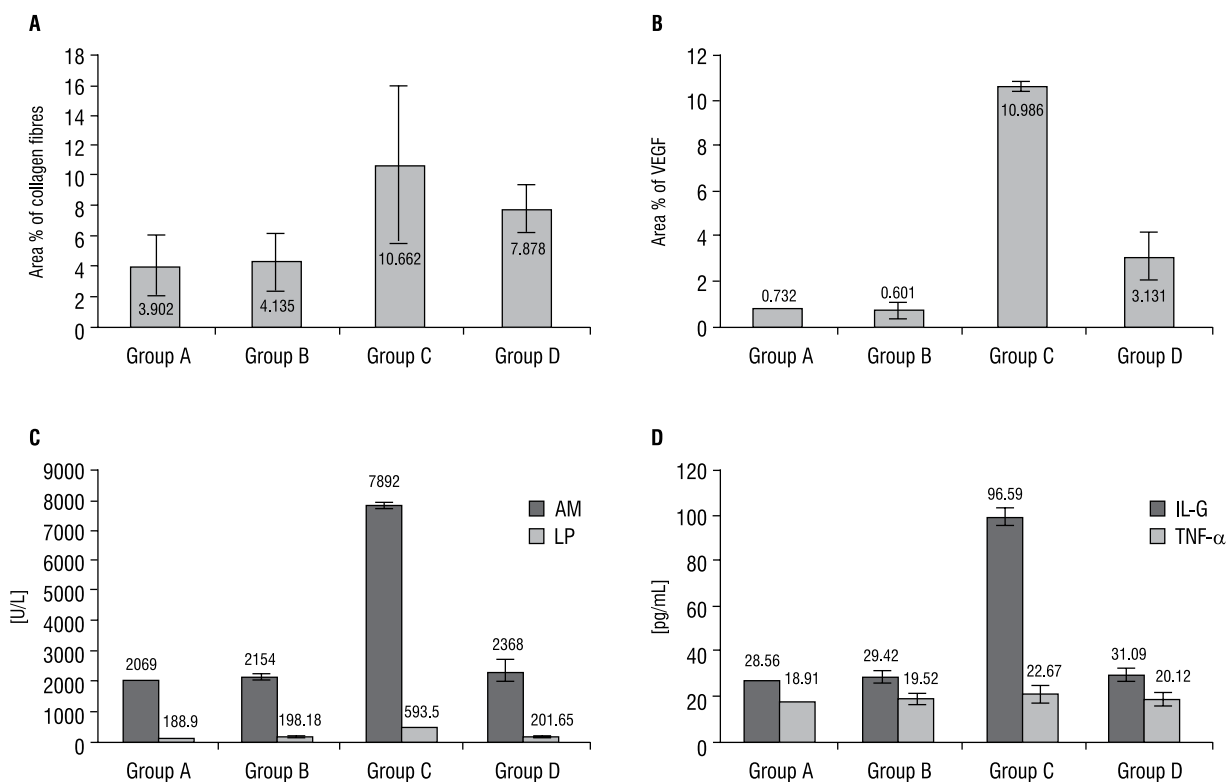 A
Area % of collagen fibres
18
16
14
12
10
8
6
4
2
0
3.902
4.135
10.662
7.878
Group A
Group B
Group C
Group D
B
Area % of VEGF
12
10
8
6
4
2
0
0.732
0.601
10.986
3.131
Group A
Group B
Group C
Group D
C
[U/L]
9000
8000
7000
6000
5000
4000
3000
2000
1000
0
2069
188.9
2154
198.18
7892
593.5
2368
201.65
AM
LP
Group A
Group B
Group C
Group D
D
[pg/mL]
120
100
80
60
40
20
0
28.56
18.91
29.42
19.52
96.59
22.67
31.09
20.12
IL-G
TNF-α
Group A
Group B
Group C
Group D